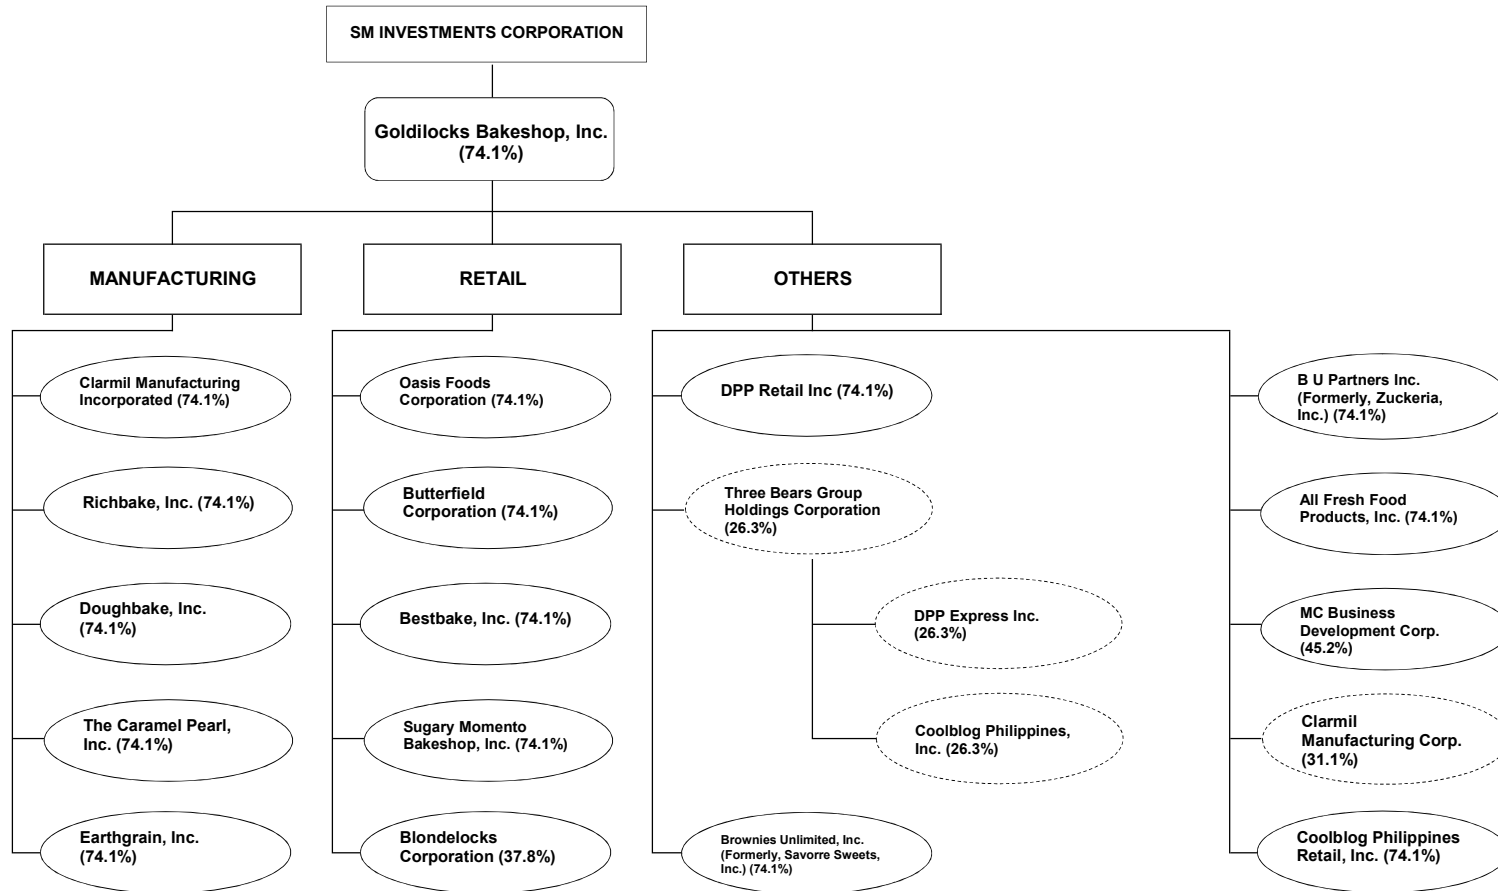 SM INVESTMENTS CORPORATION
Goldilocks Bakeshop, Inc.
(74.1%)
MANUFACTURING
Clarmil Manufacturing
Incorporated (74.1%)
Richbake, Inc. (74.1%)
Doughbake, Inc.
(74.1%)
The Caramel Pearl,
Inc. (74.1%)
Earthgrain, Inc.
(74.1%)
RETAIL
Oasis Foods
Corporation (74.1%)
Butterfield
Corporation (74.1%)
Bestbake, Inc. (74.1%)
Sugary Momento
Bakeshop, Inc. (74.1%)
Blondelocks
Corporation (37.8%)
OTHERS
DPP Retail Inc (74.1%)
Three Bears Group
Holdings Corporation
(26.3%)
DPP Express Inc.
(26.3%)
Coolblog Philippines,
Inc. (26.3%)
Brownies Unlimited, Inc.
(Formerly, Savorre Sweets,
Inc.) (74.1%)
B U Partners Inc.
(Formerly, Zuckeria,
Inc.) (74.1%)
All Fresh Food
Products, Inc. (74.1%)
MC Business
Development Corp.
(45.2%)
Clarmil
Manufacturing Corp.
(31.1%)
Coolblog Philippines
Retail, Inc. (74.1%)